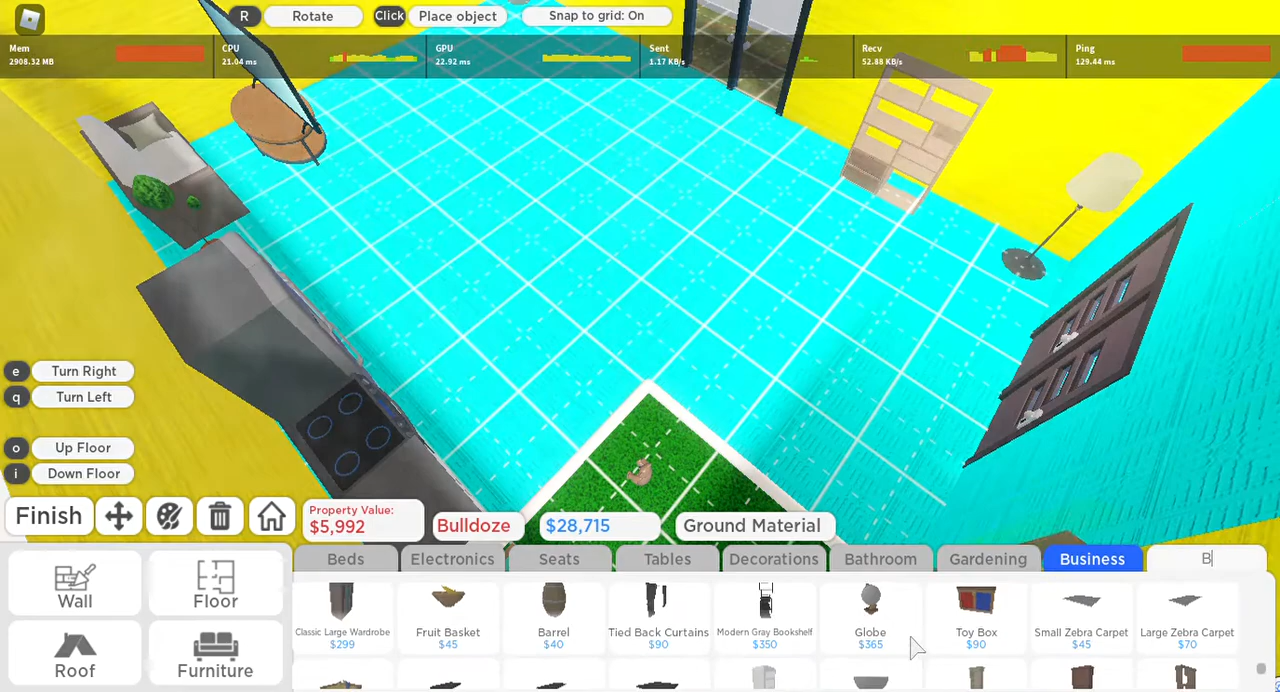 R Rotate Click Place object Snap to grid: On
Mem CPU GPU Sent Recv Ping
2908.32 MB 21.04 ms 22.92 ms 1.17 KB/s 52.88 KB/s 129.44 ms
e Turn Right
q Turn Left
o Up Floor
i Down Floor
Finish
Property Value:
$5,992
Bulldoze $28,715 Ground Material
Wall Floor
Roof Furniture
Beds Electronics Seats Tables Decorations Bathroom Gardening Business B
Classic Large Wardrobe Fruit Basket Barrel Tied Back Curtains Modern Gray Bookshelf Globe Toy Box Small Zebra Carpet Large Zebra Carpet
$299 $45 $40 $90 $350 $365 $90 $45 $70